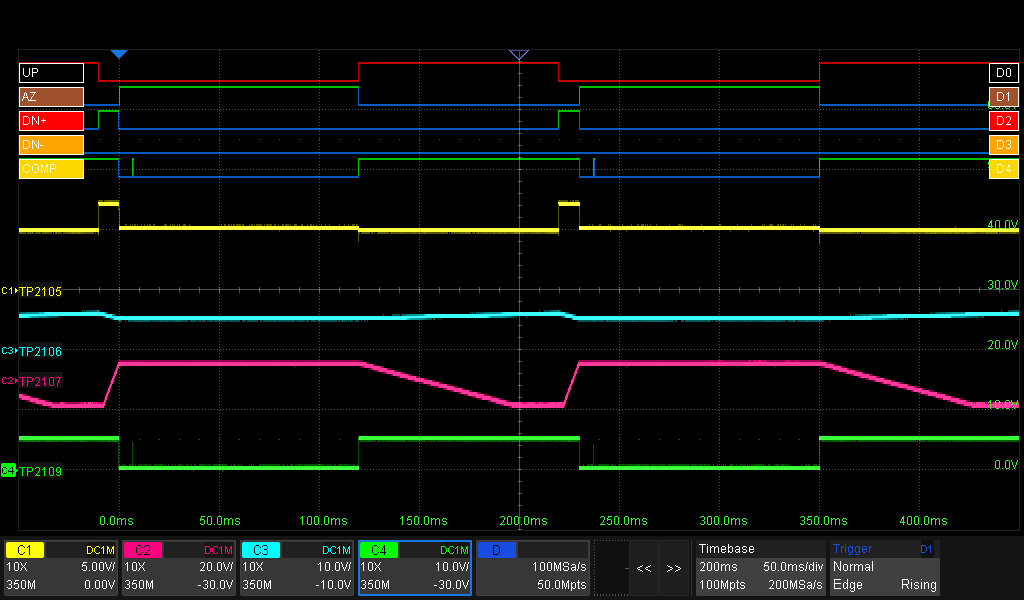 UP D0
AZ D1
DN+ D2
DN- D3
COMP D4
40.0V
C1 TP2105 30.0V
C3 TP2106 20.0V
C2 TP2107
10.0V
C4 TP2109 0.0V
0.0ms 50.0ms 100.0ms 150.0ms 200.0ms 250.0ms 300.0ms 350.0ms 400.0ms
C1 DC1M C2 DC1M C3 DC1M C4 DC1M D Timebase Trigger D1
10X 5.00V/ 10X 20.0V/ 10X 10.0V/ 10X 10.0V/ 100MSa/s << >> 200ms 50.0ms/div Normal
350M 0.00V 350M -30.0V 350M -10.0V 350M -30.0V 50.0Mpts 100Mpts 200MSa/s Edge Rising